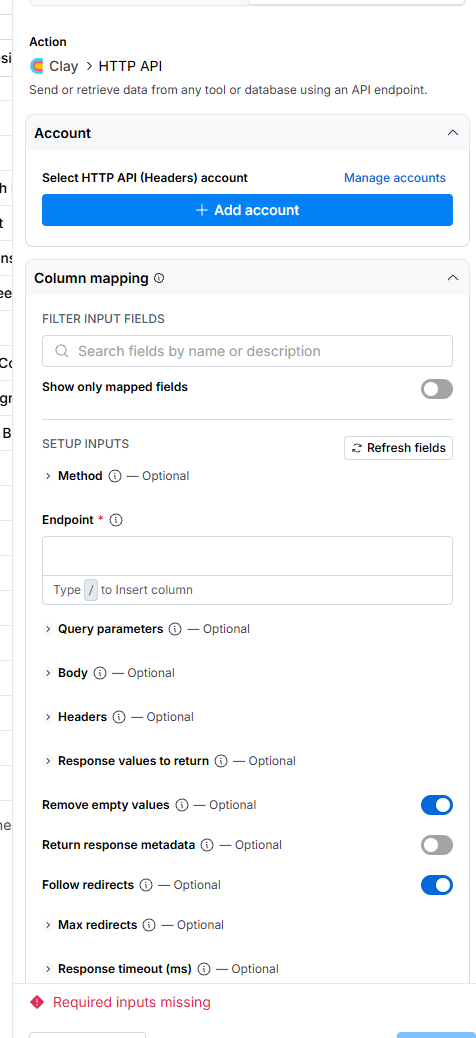 Action
Clay > HTTP API
Send or retrieve data from any tool or database using an API endpoint.
Account
Select HTTP API (Headers) account Manage accounts
+ Add account
Column mapping
FILTER INPUT FIELDS
Search fields by name or description
Show only mapped fields
SETUP INPUTS Refresh fields
Method — Optional
Endpoint *
Type / to Insert column
Query parameters — Optional
Body — Optional
Headers — Optional
Response values to return — Optional
Remove empty values — Optional
Return response metadata — Optional
Follow redirects — Optional
Max redirects — Optional
Response timeout (ms) — Optional
Required inputs missing